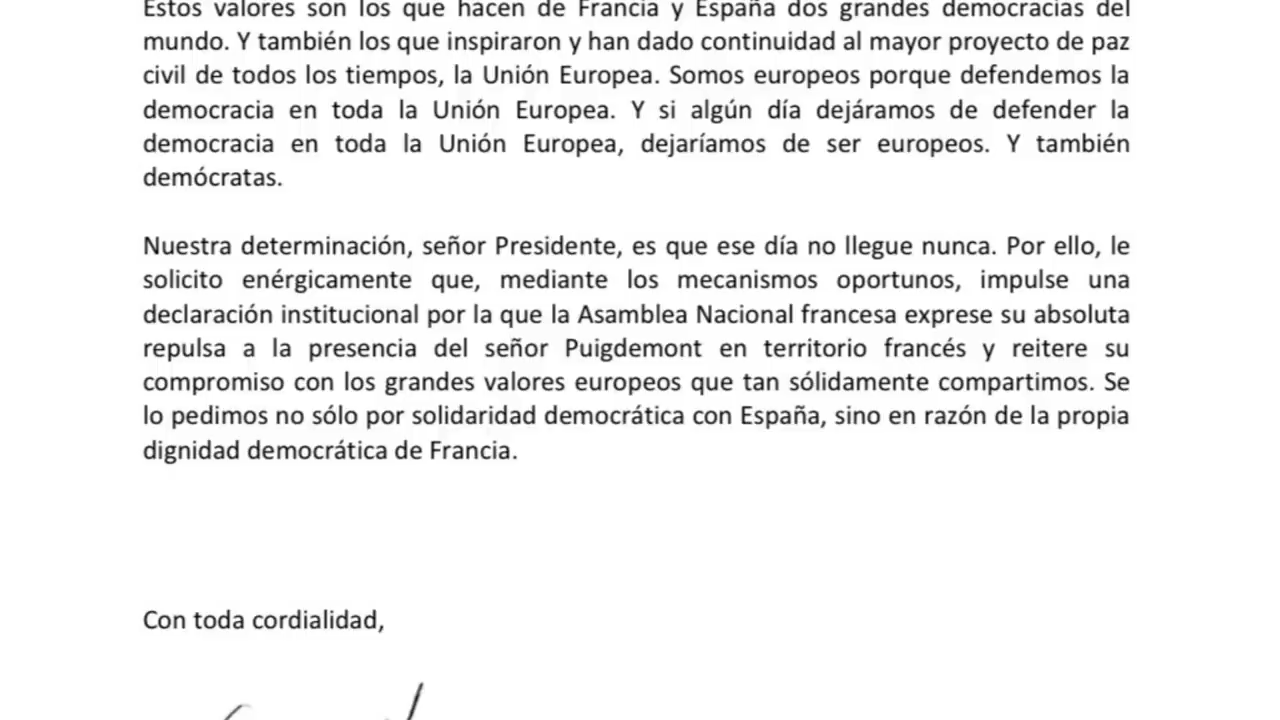 Estos valores son los que hacen de Francia y España dos grandes democracias del
mundo. Y también los que inspiraron y han dado continuidad al mayor proyecto de paz
civil de todos los tiempos, la Unión Europea. Somos europeos porque defendemos la
democracia en toda la Unión Europea. Y si algún día dejáramos de defender la
democracia en toda la Unión Europea, dejaríamos de ser europeos. Y también
demócratas.
Nuestra determinación, señor Presidente, es que ese día no llegue nunca. Por ello, le
solicito enérgicamente que, mediante los mecanismos oportunos, impulse una
declaración institucional por la que la Asamblea Nacional francesa exprese su absoluta
repulsa a la presencia del señor Puigdemont en territorio francés y reitere su
compromiso con los grandes valores europeos que tan sólidamente compartimos. Se
lo pedimos no sólo por solidaridad democrática con España, sino en razón de la propia
dignidad democrática de Francia.
Con toda cordialidad,